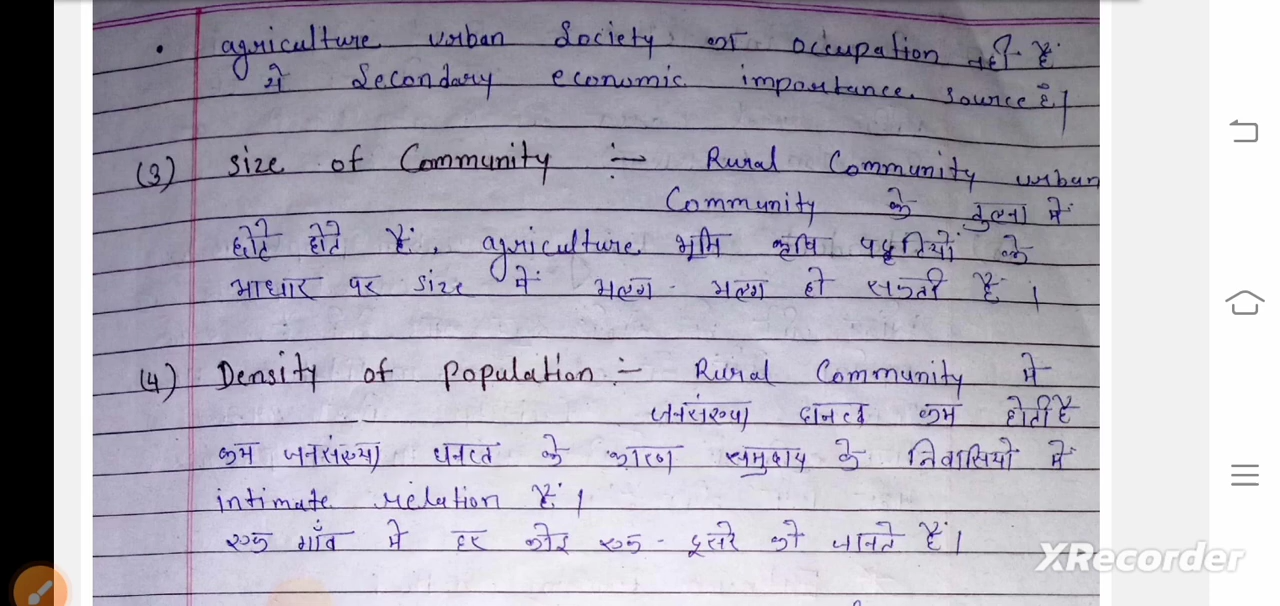 • agriculture urban society का occupation नही हैं
ये Secondary economic importance source हैं।
(3) Size of Community :- Rural Community urban
Community के तुलना में
छोटे होते हैं, agriculture भूमि कृषि पद्दतियों के
आधार पर size में अलग - अलग हो सकती हैं।
(4) Density of population :- Rural Community में
जनसंख्या घनत्व कम होती है
कम जनसंख्या घनत्व के कारण समुदाय के निवासियो में
intimate relation हैं।
एक गाँव में हर कोइ एक - दूसरे को जानते हैं।
XRecorder